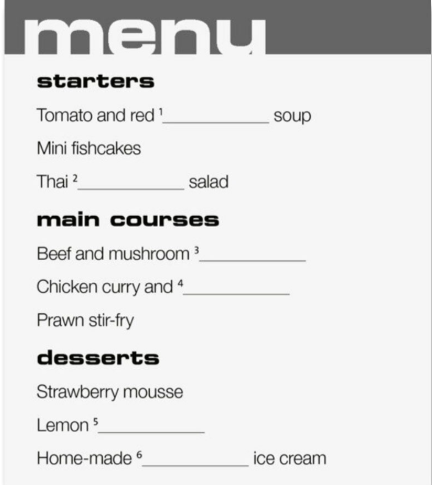 menu
starters
Tomato and red ¹____________ soup
Mini fishcakes
Thai ²____________ salad
main courses
Beef and mushroom ³____________
Chicken curry and ⁴____________
Prawn stir-fry
desserts
Strawberry mousse
Lemon ⁵____________
Home-made ⁶____________ ice cream